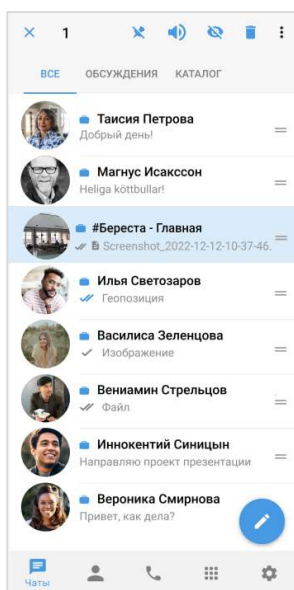 1
ВСЕ ОБСУЖДЕНИЯ КАТАЛОГ
Таисия Петрова
Добрый день!
Магнус Исакссон
Heliga köttbullar!
#Береста - Главная
Screenshot_2022-12-12-10-37-46.
Илья Светозаров
Геопозиция
Василиса Зеленцова
Изображение
Вениамин Стрельцов
Файл
Иннокентий Синицын
Направляю проект презентации
Вероника Смирнова
Привет, как дела?
Чаты